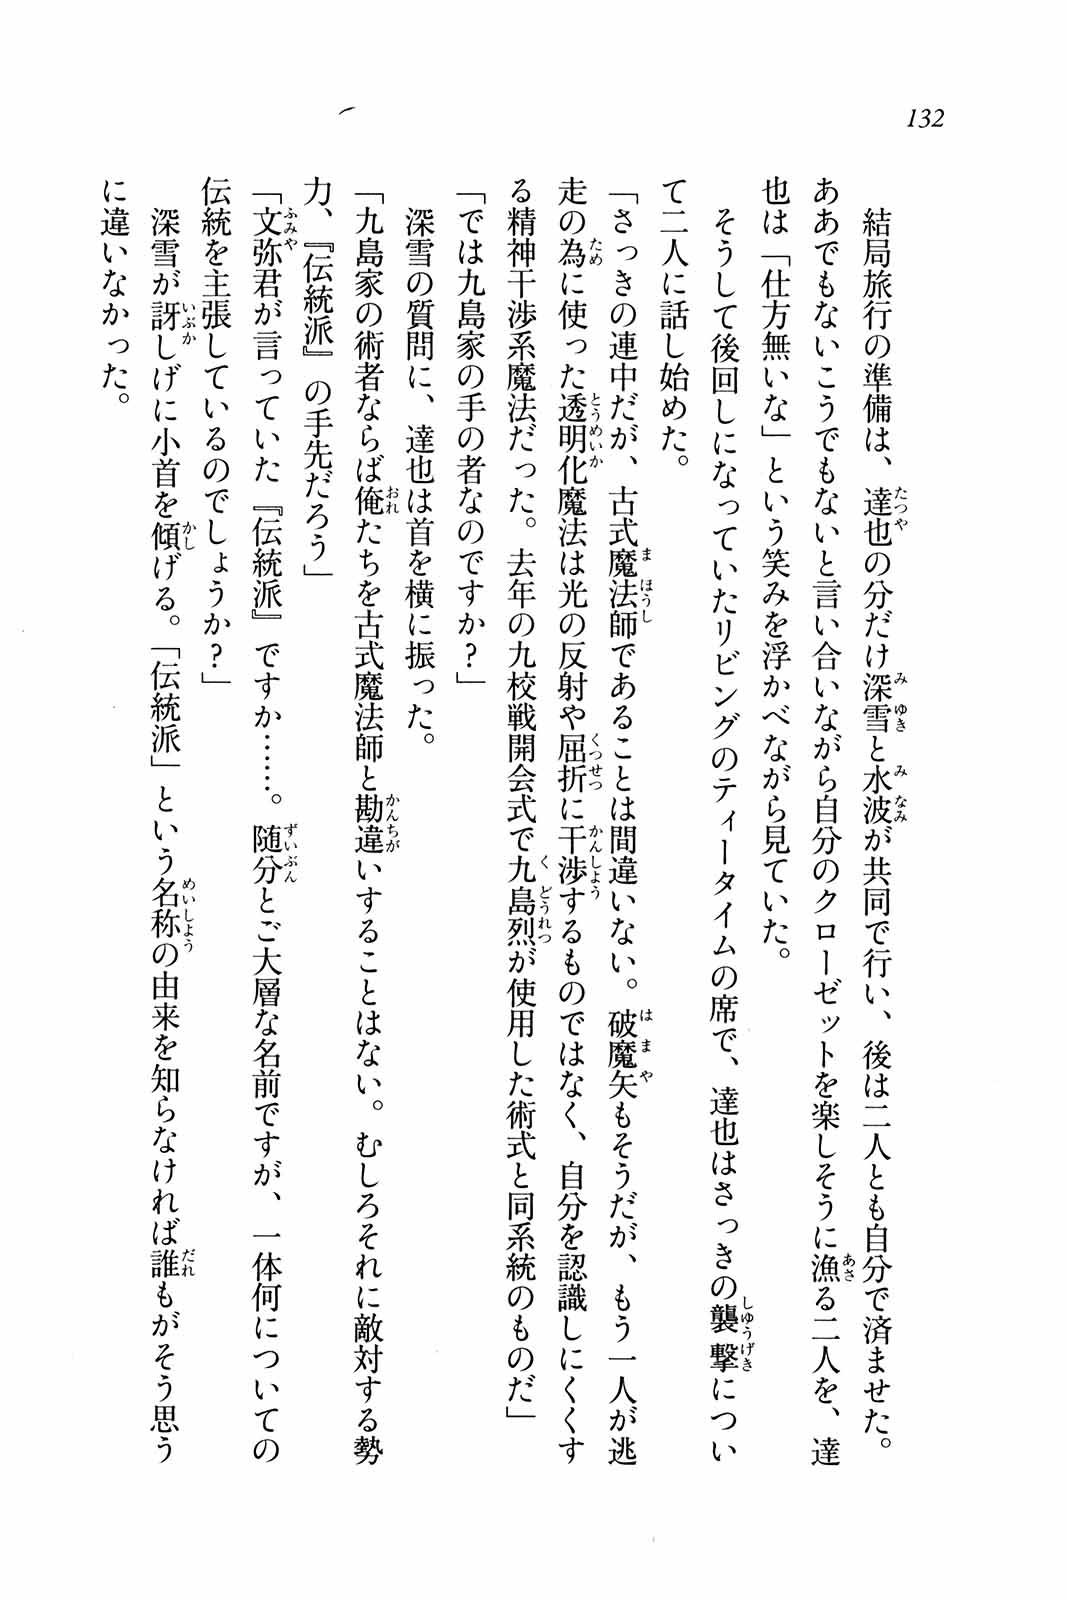 132
　結局旅行の準備は、達也の分だけ深雪と水波が共同で行い、後は二人とも自分で済ませた。
ああでもないこうでもないと言い合いながら自分のクローゼットを楽しそうに漁る二人を、達
也は「仕方無いな」という笑みを浮かべながら見ていた。
　そうして後回しになっていたリビングのティータイムの席で、達也はさっきの襲撃につい
て二人に話し始めた。
「さっきの連中だが、古式魔法師であることは間違いない。破魔矢もそうだが、もう一人が逃
走の為に使った透明化魔法は光の反射や屈折に干渉するものではなく、自分を認識しにくくす
る精神干渉系魔法だった。去年の九校戦開会式で九島烈が使用した術式と同系統のものだ」
「では九島家の手の者なのですか？」
　深雪の質問に、達也は首を横に振った。
「九島家の術者ならば俺たちを古式魔法師と勘違いすることはない。むしろそれに敵対する勢
力、『伝統派』の手先だろう」
「文弥君が言っていた『伝統派』ですか……。随分とご大層な名前ですが、一体何についての
伝統を主張しているのでしょうか？」
　深雪が訝しげに小首を傾げる。「伝統派」という名称の由来を知らなければ誰もがそう思う
に違いなかった。